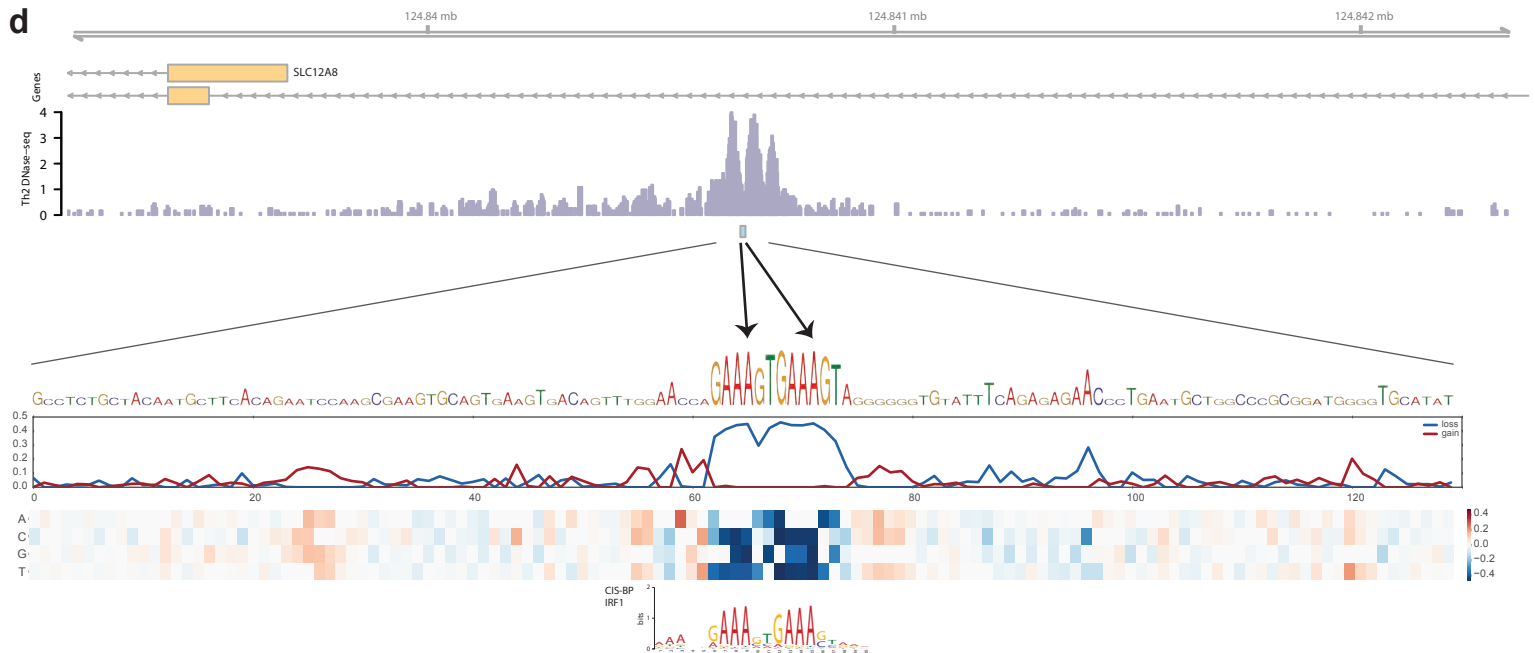 d
124.84 mb
124.841 mb
124.842 mb
Genes
SLC12A8
Th2 DNase-seq
4
3
2
1
0
GCCTCTGCTACAATGCTTCACAGAATCCAAGCGAAGTGCAGTGAAGTGACAGTTTGGAACCAGAAAGTGAAAGTAGGGGGGTGTATTTCAGAGAGAACCCTGAATGCTGGCCCGCGGATGGGGTGCATAT
0.5
0.4
0.3
0.2
0.1
0.0
loss
gain
0 20 40 60 80 100 120
A
C
G
T
0.4
0.2
0.0
−0.2
−0.4
CIS-BP
IRF1
bits
2
1
0
AAA GAAAGTGAAAGT